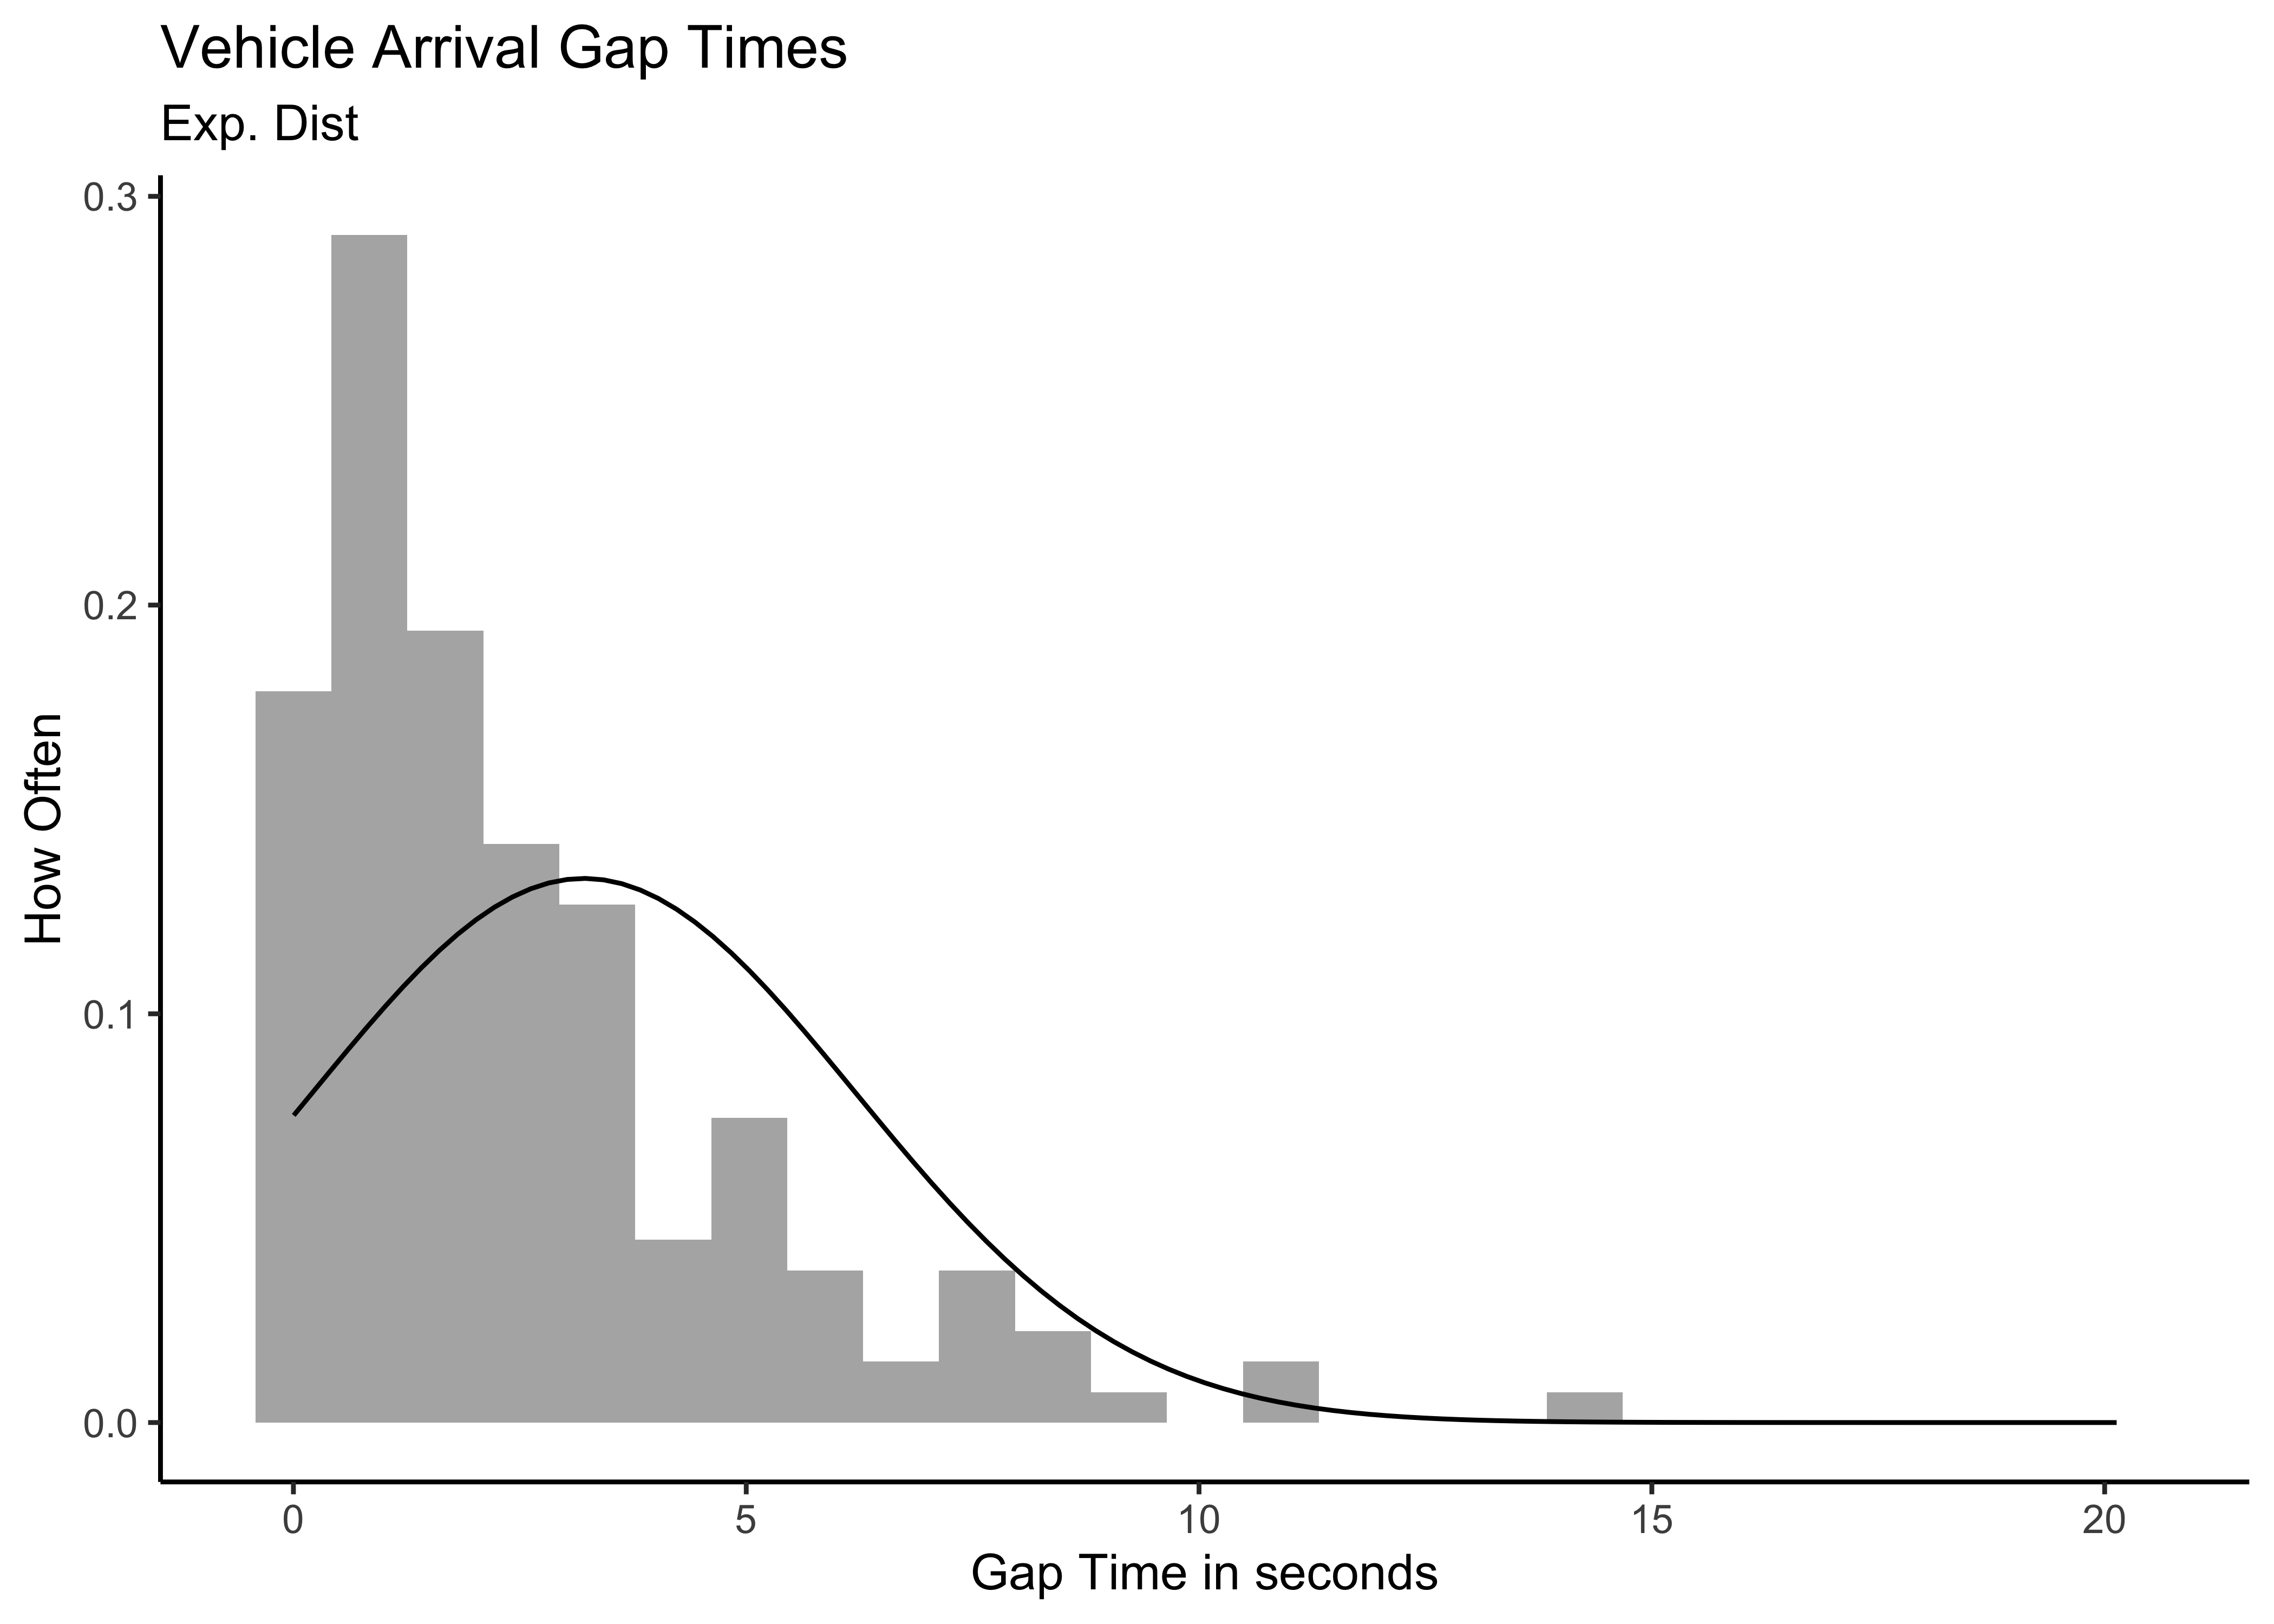 Vehicle Arrival Gap Times
Exp. Dist
0.3
0.2
0.1
0.0
How Often
0 5 10 15 20
Gap Time in seconds